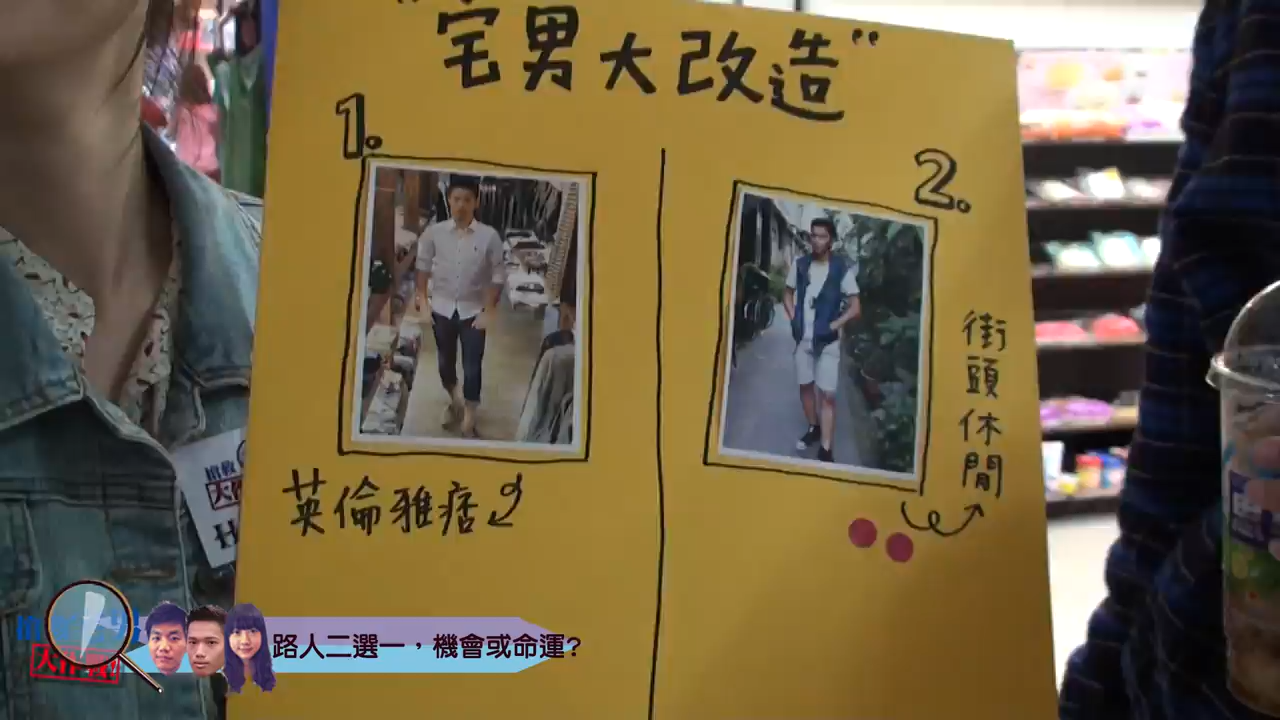 "宅男大改造"
1.
2.
英倫雅痞
街頭休閒
路人二選一，機會或命運?